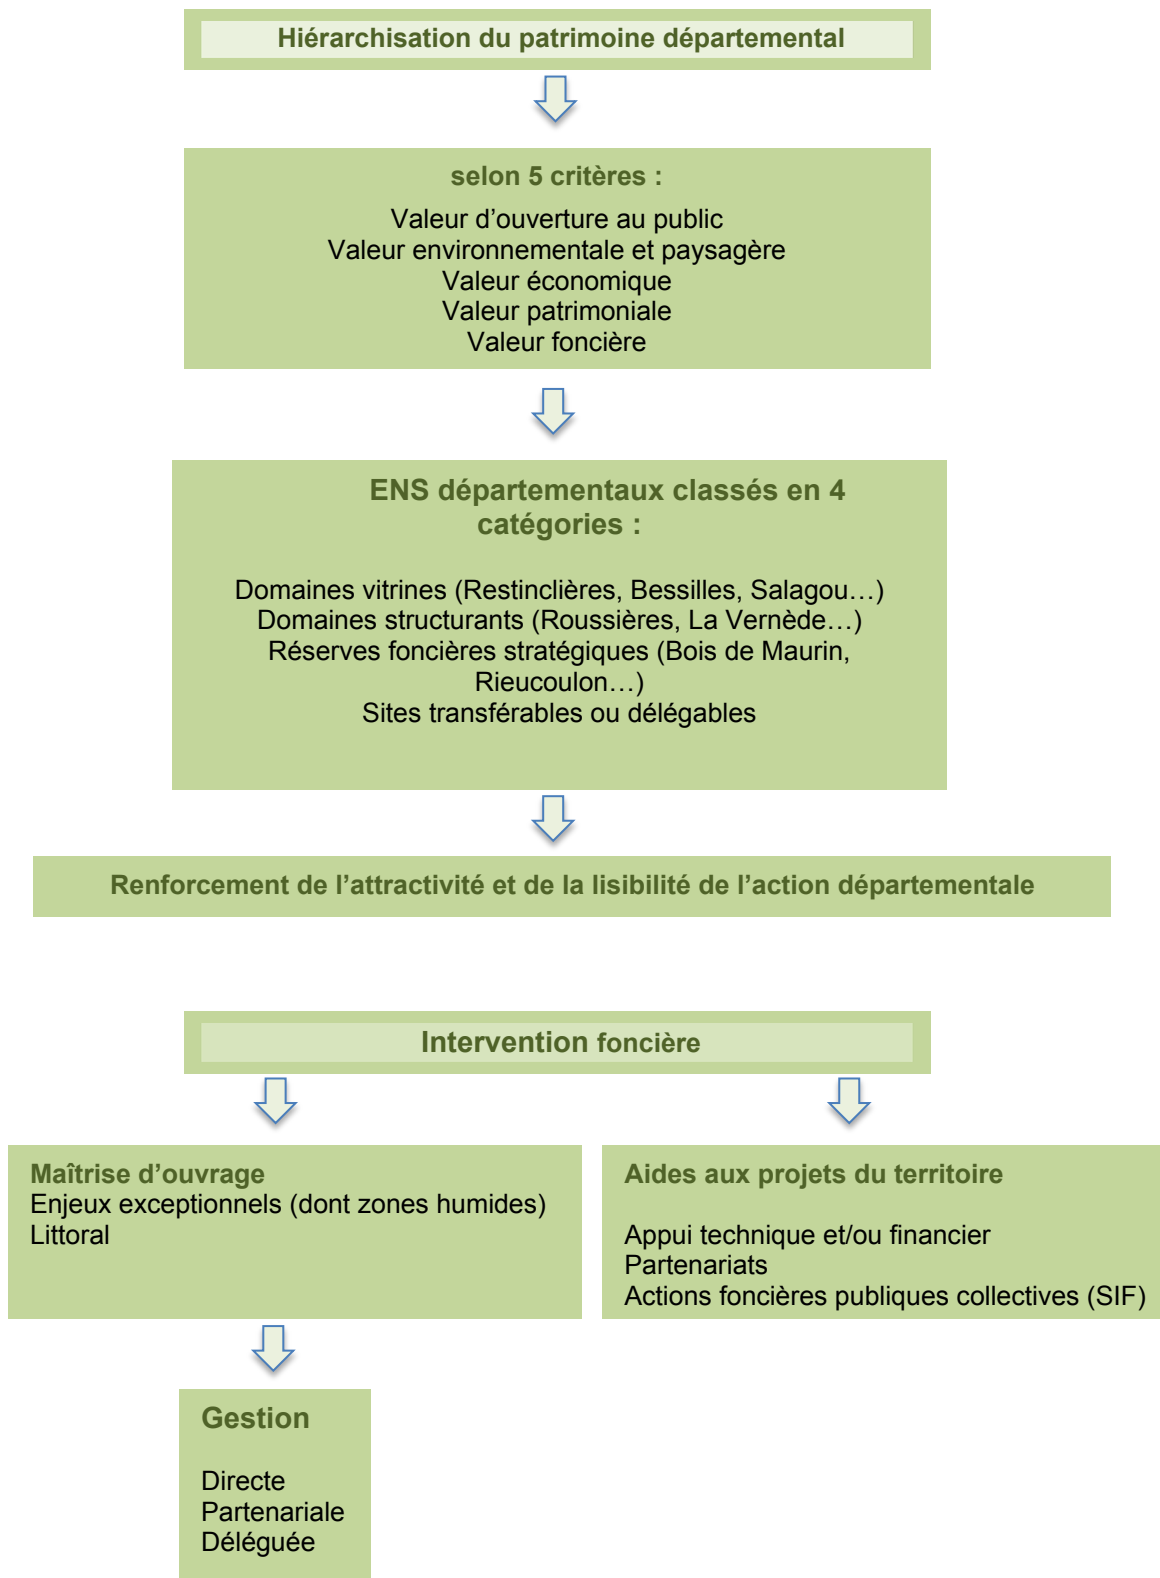 Hiérarchisation du patrimoine départemental
selon 5 critères :
Valeur d’ouverture au public
Valeur environnementale et paysagère
Valeur économique
Valeur patrimoniale
Valeur foncière
ENS départementaux classés en 4
catégories :
Domaines vitrines (Restinclières, Bessilles, Salagou…)
Domaines structurants (Roussières, La Vernède…)
Réserves foncières stratégiques (Bois de Maurin,
Rieucoulon…)
Sites transférables ou délégables
Renforcement de l’attractivité et de la lisibilité de l’action départementale
Intervention foncière
Maîtrise d’ouvrage
Enjeux exceptionnels (dont zones humides)
Littoral
Aides aux projets du territoire
Appui technique et/ou financier
Partenariats
Actions foncières publiques collectives (SIF)
Gestion
Directe
Partenariale
Déléguée